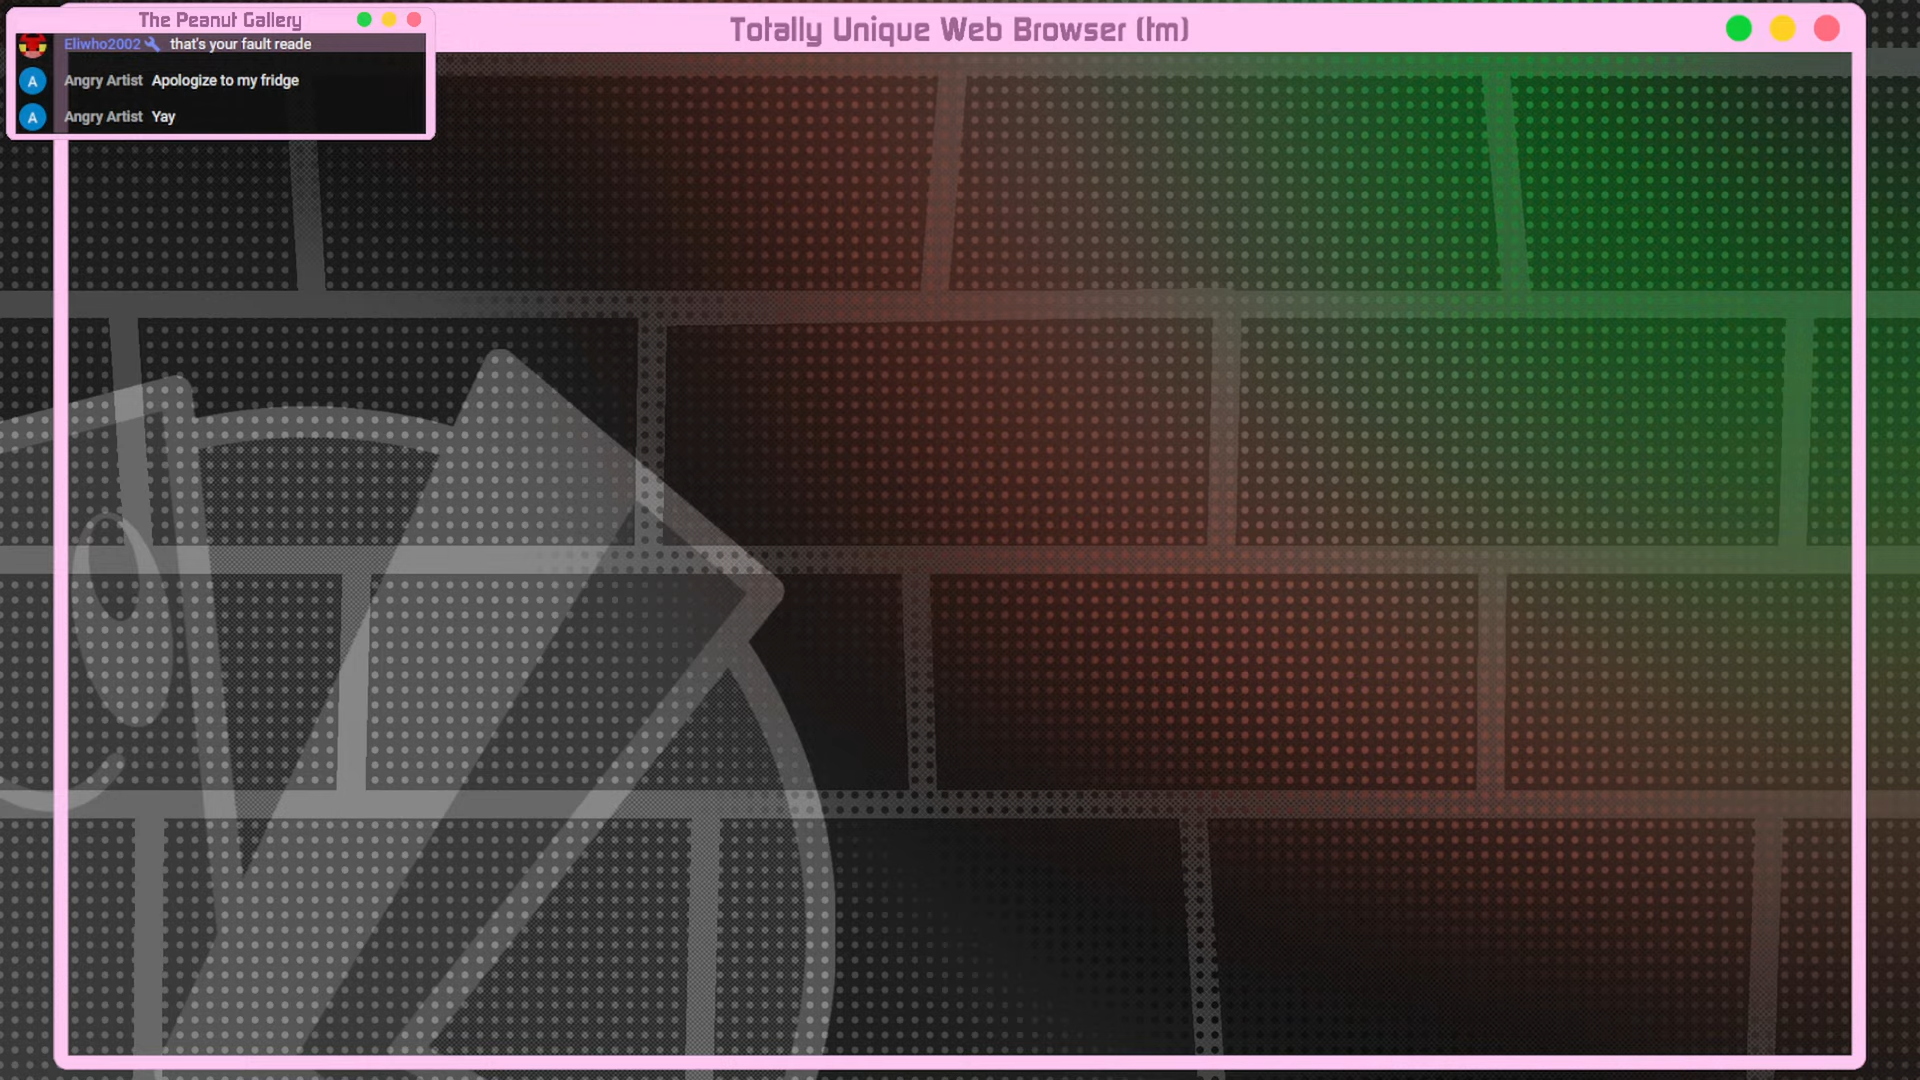 The Peanut Gallery
Totally Unique Web Browser (tm)
Eliwho2002 that's your fault reade
A Angry Artist Apologize to my fridge
A Angry Artist Yay